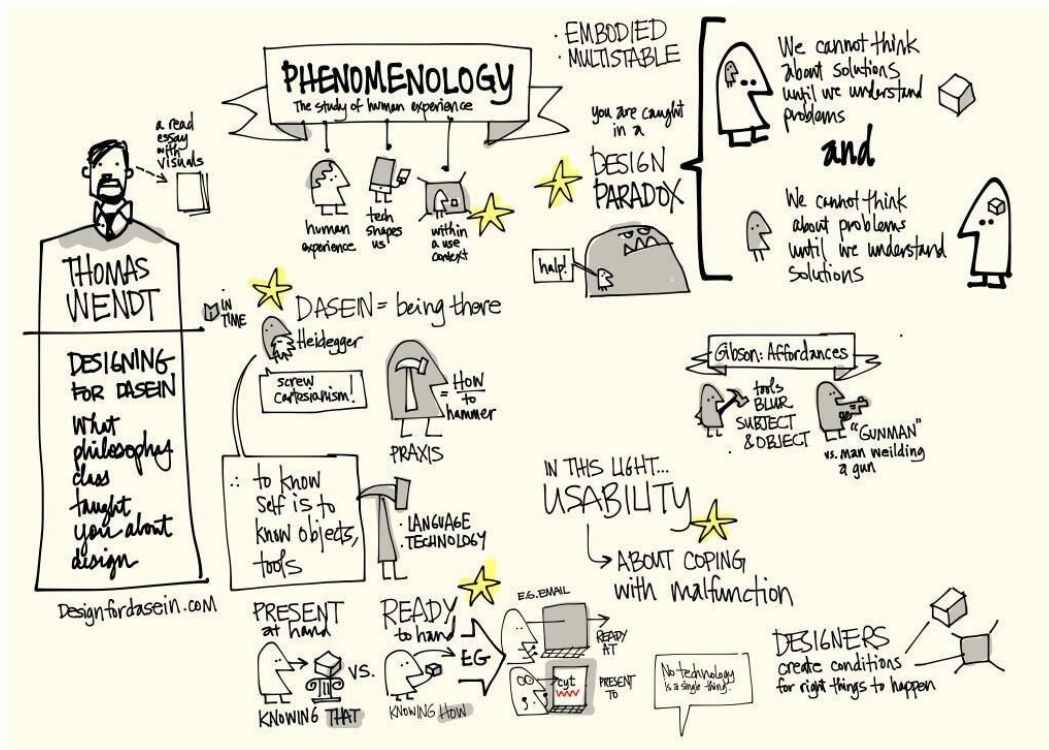 a read
essay
with
visuals
THOMAS
WENDT
DESIGNING
FOR DASEIN
What
philosophy
class
taught
you about
design
Designfordasein.com
PHENOMENOLOGY
The study of human experience
human
experience
tech
shapes
us
within
a use
context
· EMBODIED
· MULTISTABLE
you are caught
in a
DESIGN
PARADOX
halp!
We cannot think
about solutions
until we understand
problems
and
We cannot think
about problems
until we understand
solutions
IN
TIME
DASEIN = being there
Heidegger
screw
cartesianism!
= HOW
to
hammer
PRAXIS
∴ to know
self is to
know objects,
tools
· LANGUAGE
TECHNOLOGY
Gibson: Affordances
tools
BLUR
SUBJECT
& OBJECT
"GUNMAN"
vs. man weilding
a gun
IN THIS LIGHT...
USABILITY
ABOUT COPING
with malfunction
PRESENT
at hand
VS.
KNOWING THAT
READY
to hand
KNOWING HOW
EG
E.G. EMAIL
READY
AT
cyt
PRESENT
TO
No technology
is a single thing.
DESIGNERS
create conditions
for right things to happen